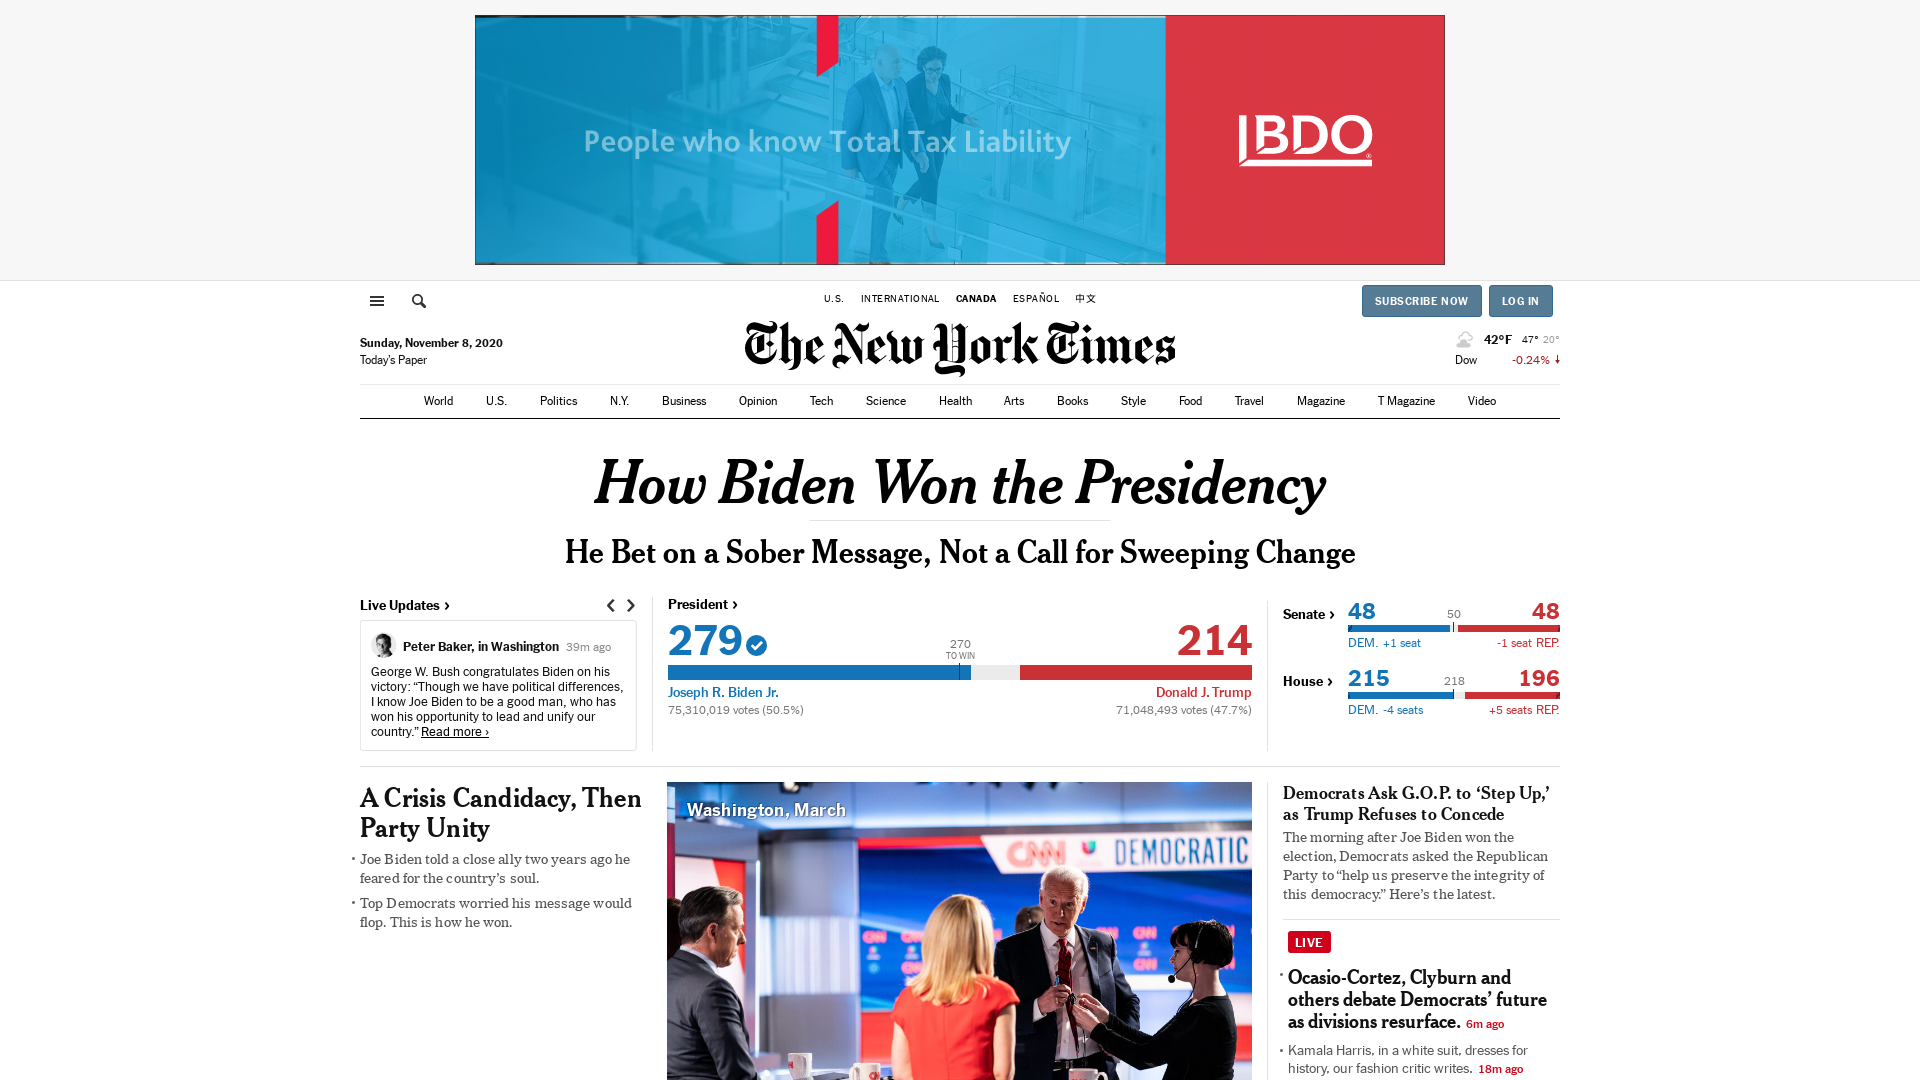 People who know Total Tax Liability
BDO
U.S. INTERNATIONAL CANADA ESPAÑOL 中文
SUBSCRIBE NOW LOG IN
Sunday, November 8, 2020
Today's Paper
The New York Times
42°F 47° 20°
Dow -0.24%
World U.S. Politics N.Y. Business Opinion Tech Science Health Arts Books Style Food Travel Magazine T Magazine Video
How Biden Won the Presidency
He Bet on a Sober Message, Not a Call for Sweeping Change
Live Updates ›
Peter Baker, in Washington 39m ago
George W. Bush congratulates Biden on his
victory: “Though we have political differences,
I know Joe Biden to be a good man, who has
won his opportunity to lead and unify our
country.” Read more ›
President ›
279 214
270
TO WIN
Joseph R. Biden Jr. Donald J. Trump
75,310,019 votes (50.5%) 71,048,493 votes (47.7%)
Senate › 48 50 48
DEM. +1 seat -1 seat REP.
House › 215 218 196
DEM. -4 seats +5 seats REP.
A Crisis Candidacy, Then
Party Unity
• Joe Biden told a close ally two years ago he
feared for the country’s soul.
• Top Democrats worried his message would
flop. This is how he won.
Washington, March
CNN DEMOCRATIC
Democrats Ask G.O.P. to ‘Step Up,’
as Trump Refuses to Concede
The morning after Joe Biden won the
election, Democrats asked the Republican
Party to “help us preserve the integrity of
this democracy.” Here’s the latest.
LIVE
• Ocasio-Cortez, Clyburn and
others debate Democrats’ future
as divisions resurface. 6m ago
• Kamala Harris, in a white suit, dresses for
history, our fashion critic writes. 18m ago